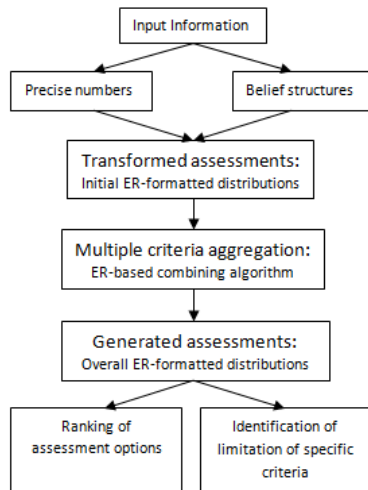 Input Information
Precise numbers
Belief structures
Transformed assessments:
Initial ER-formatted distributions
Multiple criteria aggregation:
ER-based combining algorithm
Generated assessments:
Overall ER-formatted distributions
Ranking of
assessment options
Identification of
limitation of specific
criteria